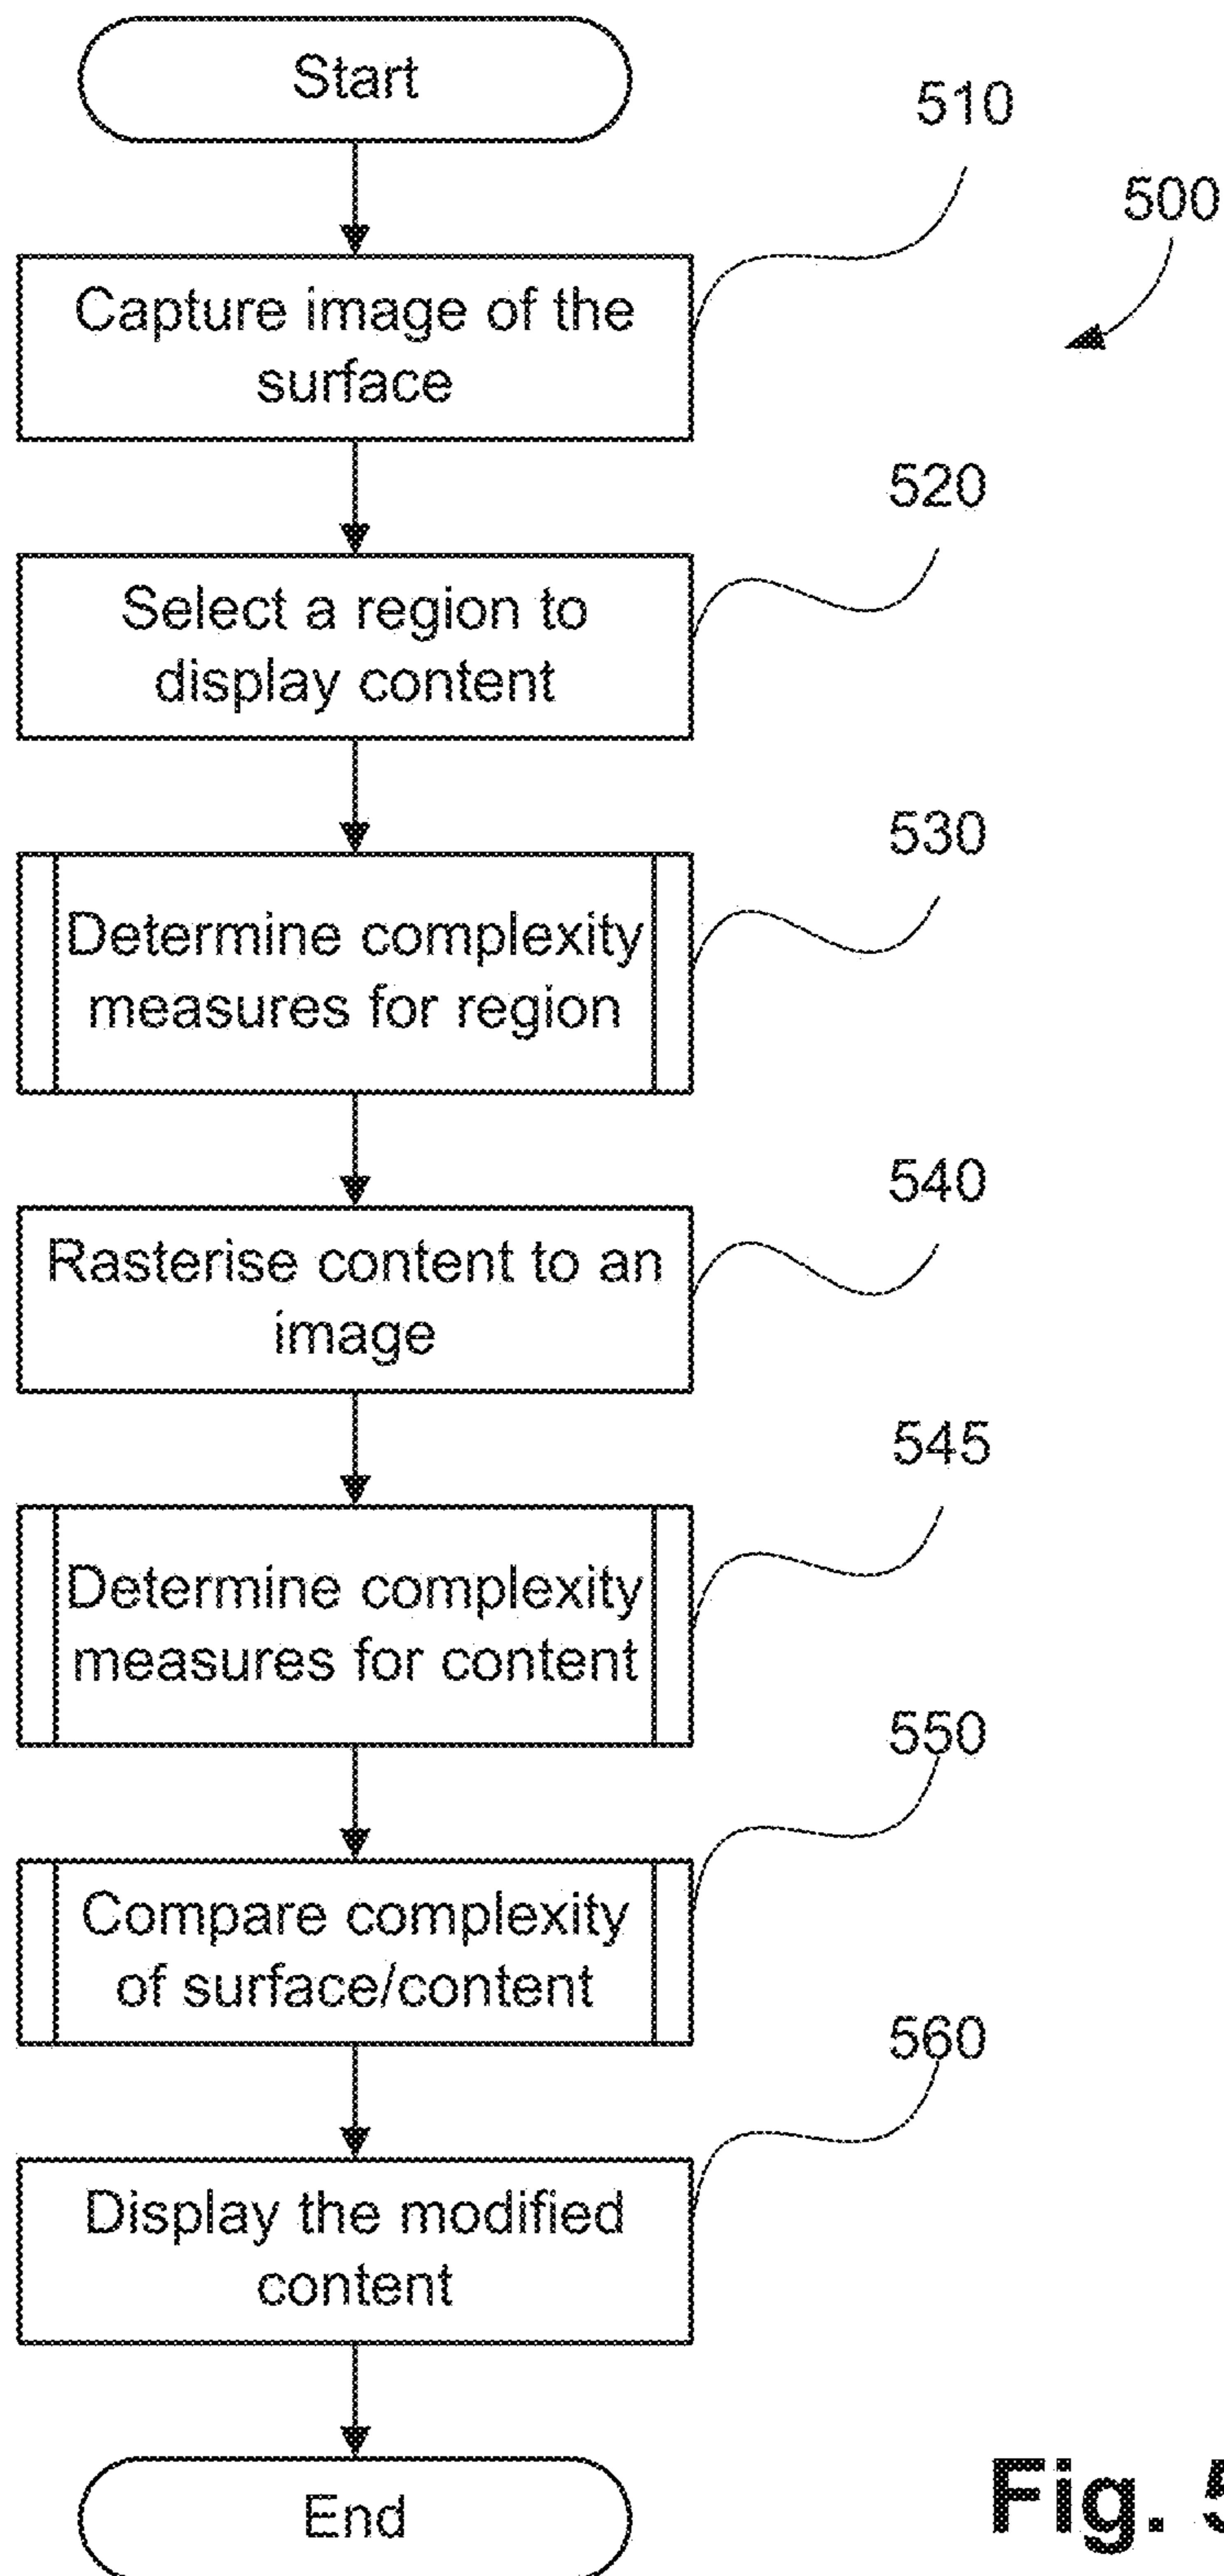 Start
510
500
Capture image of the
surface
520
Select a region to
display content
530
Determine complexity
measures for region
540
Rasterise content to an
image
545
Determine complexity
measures for content
550
Compare complexity
of surface/content
560
Display the modified
content
End
Fig. 5